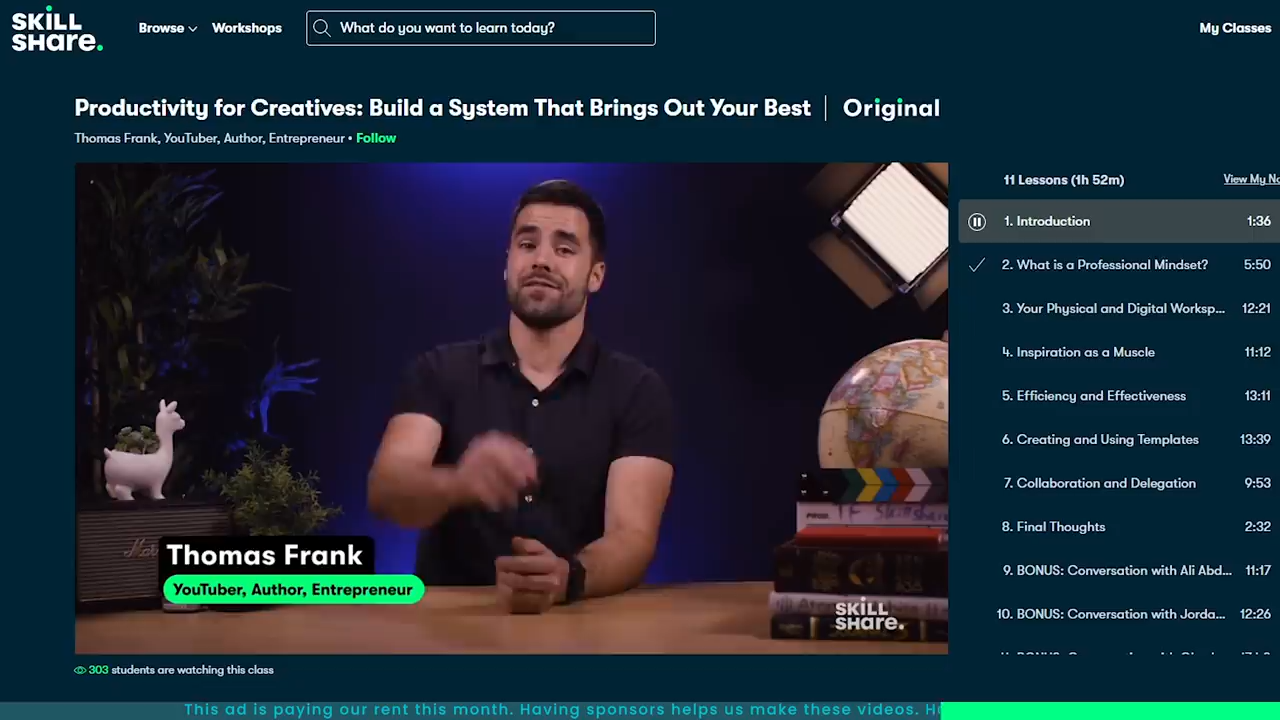 SKILL
SHARE.
Browse
Workshops
What do you want to learn today?
My Classes
Productivity for Creatives: Build a System That Brings Out Your Best | Original
Thomas Frank, YouTuber, Author, Entrepreneur • Follow
11 Lessons (1h 52m)
View My No
1. Introduction 1:36
2. What is a Professional Mindset? 5:50
3. Your Physical and Digital Worksp... 12:21
4. Inspiration as a Muscle 11:12
5. Efficiency and Effectiveness 13:11
6. Creating and Using Templates 13:39
7. Collaboration and Delegation 9:53
8. Final Thoughts 2:32
9. BONUS: Conversation with Ali Abd... 11:17
10. BONUS: Conversation with Jorda... 12:26
PROD.
TF Skillshare
Thomas Frank
YouTuber, Author, Entrepreneur
SKILL
SHARE.
303 students are watching this class
This ad is paying our rent this month. Having sponsors helps us make these videos.